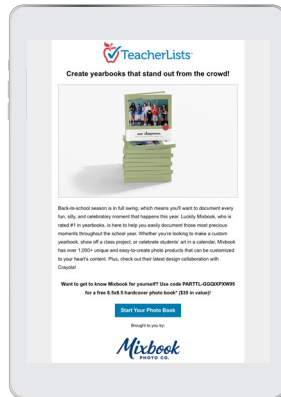 TeacherLists
Create yearbooks that stand out from the crowd!
our classroom.
Back-to-school season is in full swing, which means you'll want to document every
fun, silly, and celebratory moment that happens this year. Luckily Mixbook, who is
rated #1 in yearbooks, is here to help you easily document those most precious
moments throughout the school year. Whether you're looking to make a custom
yearbook, show off a class project, or celebrate students' art in a calendar, Mixbook
has over 1,000+ unique and easy-to-create photo products that can be customized
to your heart's content. Plus, check out their latest design collaboration with
Crayola!
Want to get to know Mixbook for yourself? Use code PARTTL-GGQIXPXW95
for a free 8.5x8.5 hardcover photo book* ($35 in value)!
Start Your Photo Book
Brought to you by:
Mixbook
PHOTO CO.